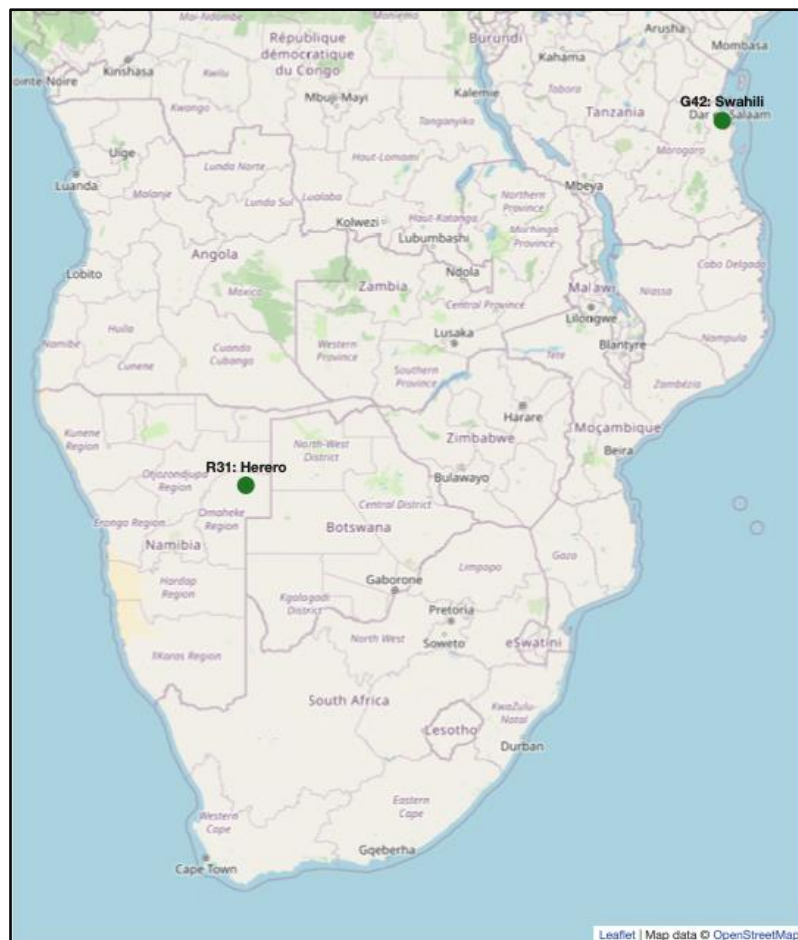 Mai-Ndombe
Maniema
Burundi
Arusha
Mombasa
République
démocratique
du Congo
Kinshasa
ointe-Noire
Kwilu
Kahama
Tabora
G42: Swahili
Mbuji-Mayi
Kalemie
Tanzania
Kwango
Tanganyika
Morogoro
Uige
Lunda Norte
Haut-Lomami
Luanda
Malanje
Lunda Sul
Lualaba
Mbeya
Northern
Province
Kolwezi
Haut-Katanga
Muchinga
Province
Lubumbashi
Angola
Ndola
Cabo Delgado
Lobito
Moxico
Zambia
Malawi
Niassa
Central Province
Lilongwe
Huila
Cuando
Cubango
Western
Province
Lusaka
Nampula
Namibe
Cunene
Tete
Blantyre
Southern
Province
Zambézia
Kunene
Region
Harare
Moçambique
North-West
District
Zimbabwe
Beira
R31: Herero
Otjozondjupa
Region
Bulawayo
Central District
Erongo Region
Omaheke
Region
Botswana
Namibia
Gaza
Hardap
Region
Gaborone
Limpopo
Kgalagadi
District
Pretoria
North West
Soweto
eSwatini
ǁKaras Region
South Africa
KwaZulu-
Natal
Lesotho
Durban
Eastern
Cape
Western
Cape
Gqeberha
Cape Town
Leaflet | Map data © OpenStreetMap